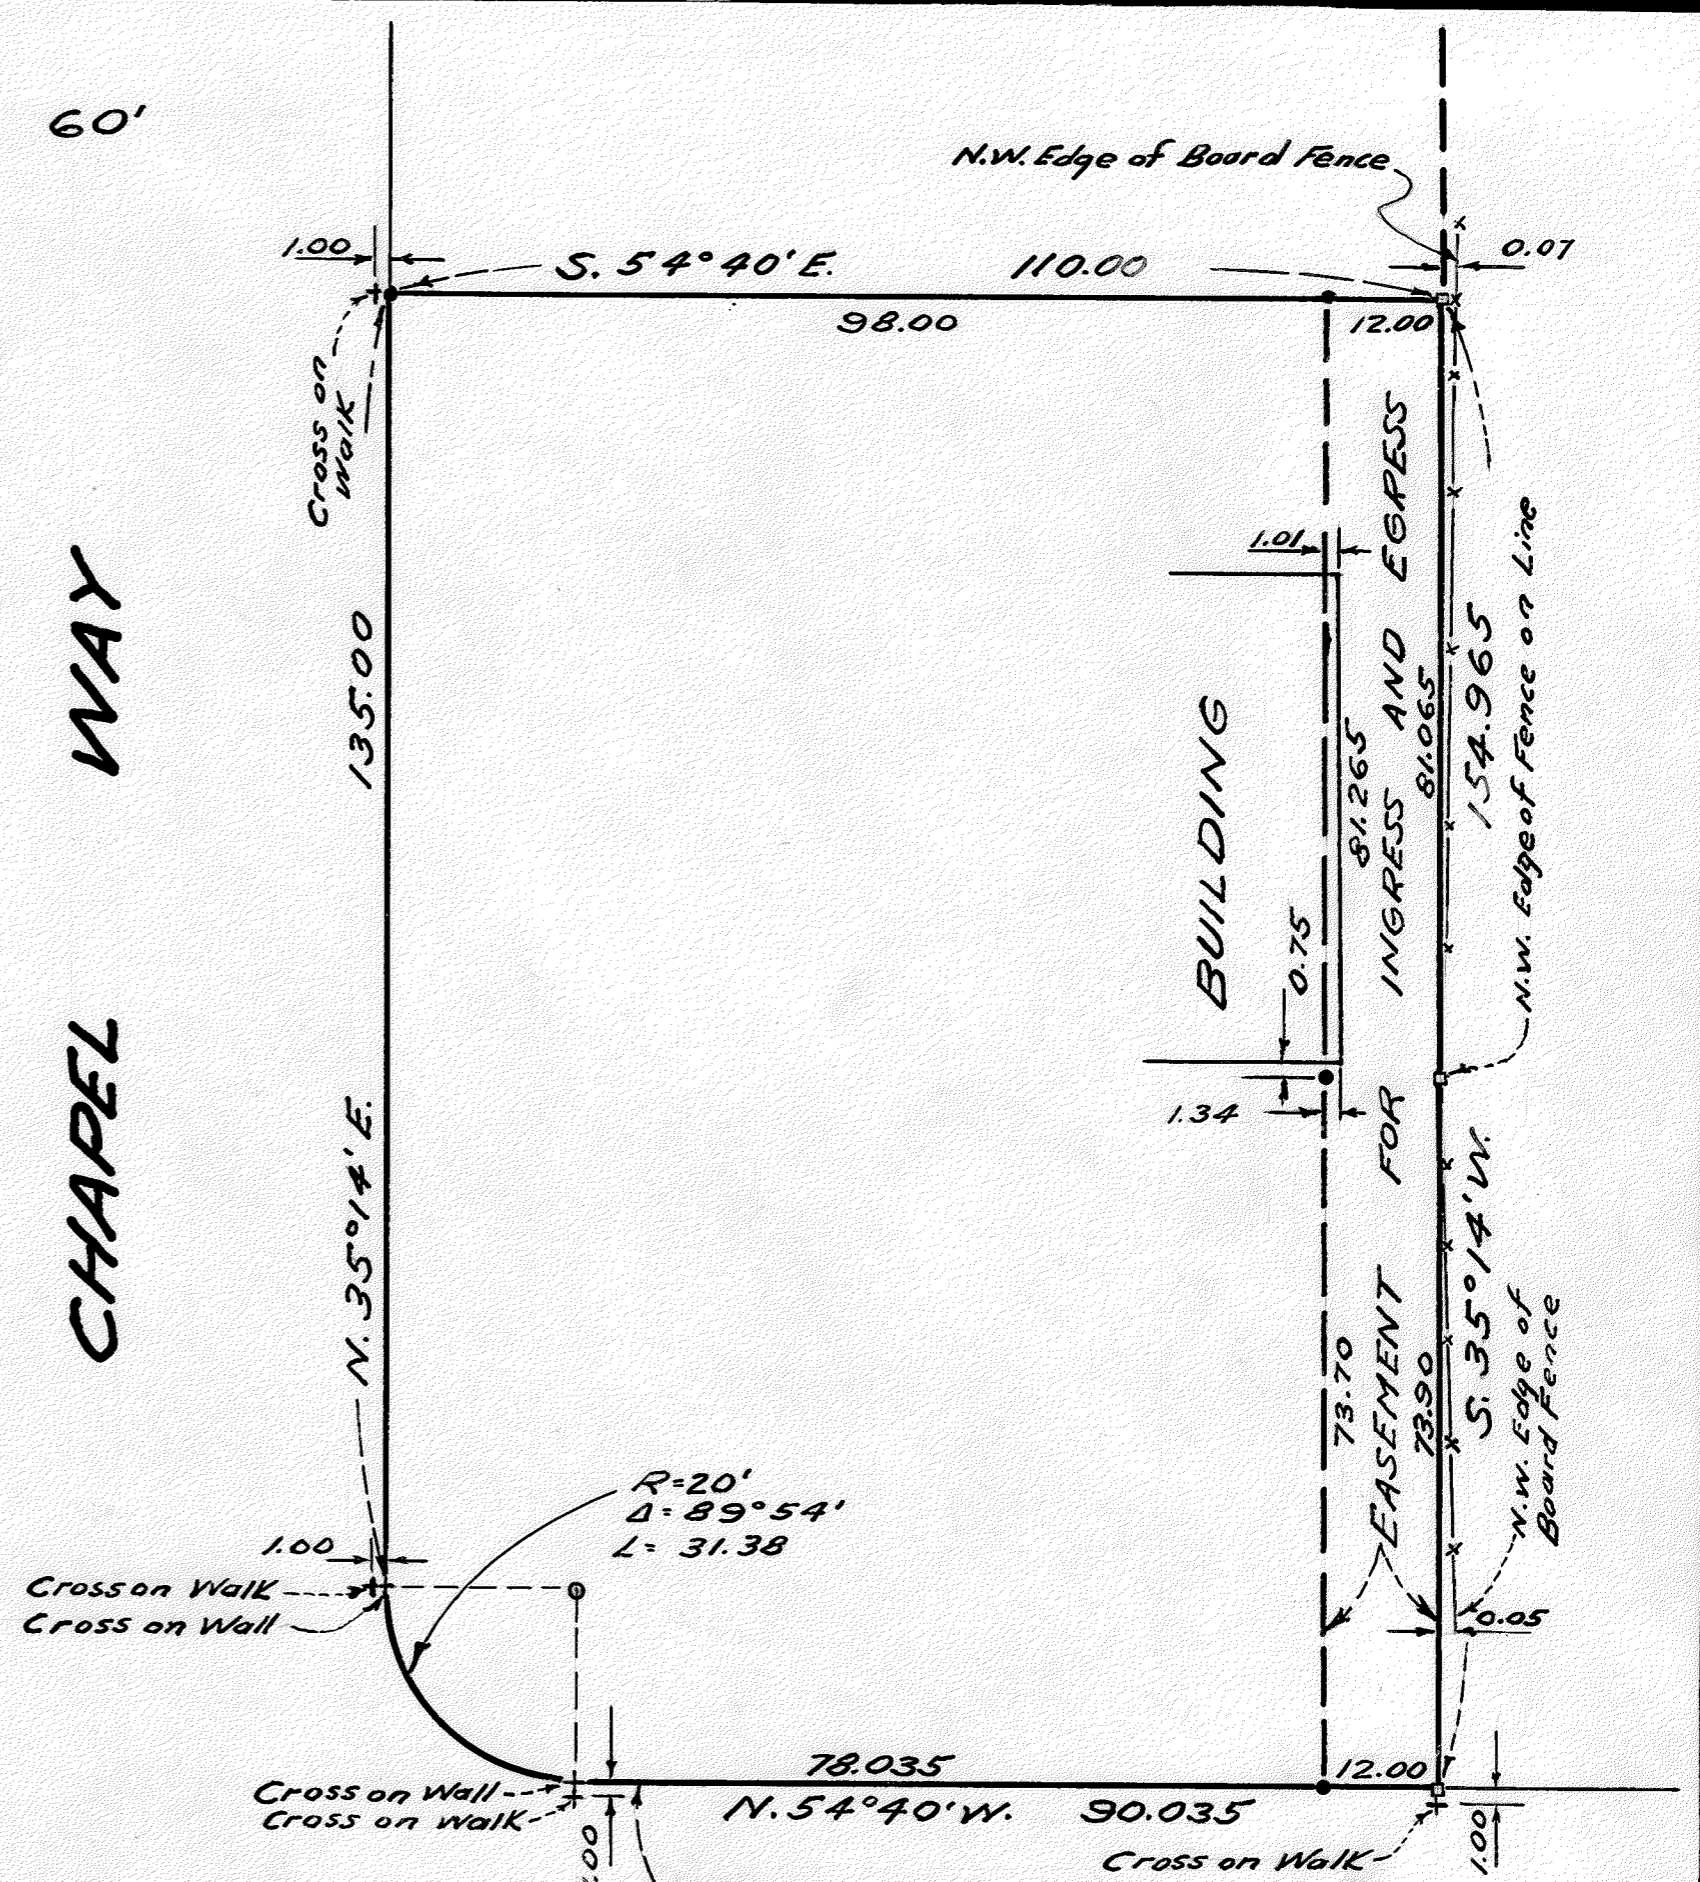 60'
N.W. Edge of Board Fence
1.00
S. 54°40' E. 110.00
0.07
98.00
12.00
Cross on
Walk
CHAPEL WAY
135.00
N. 35°14' E.
1.01
BUILDING
81.265
0.75
1.34
EASEMENT FOR INGRESS AND EGRESS
81.065
154.965
S. 35°14' W.
N.W. Edge of Fence on Line
73.70
73.90
N.W. Edge of
Board Fence
R=20'
Δ=89°54'
L= 31.38
1.00
Cross on Walk
Cross on Wall
0.05
78.035
12.00
Cross on Wall
Cross on Walk
N. 54°40' W. 90.035
.00
Cross on Walk
1.00